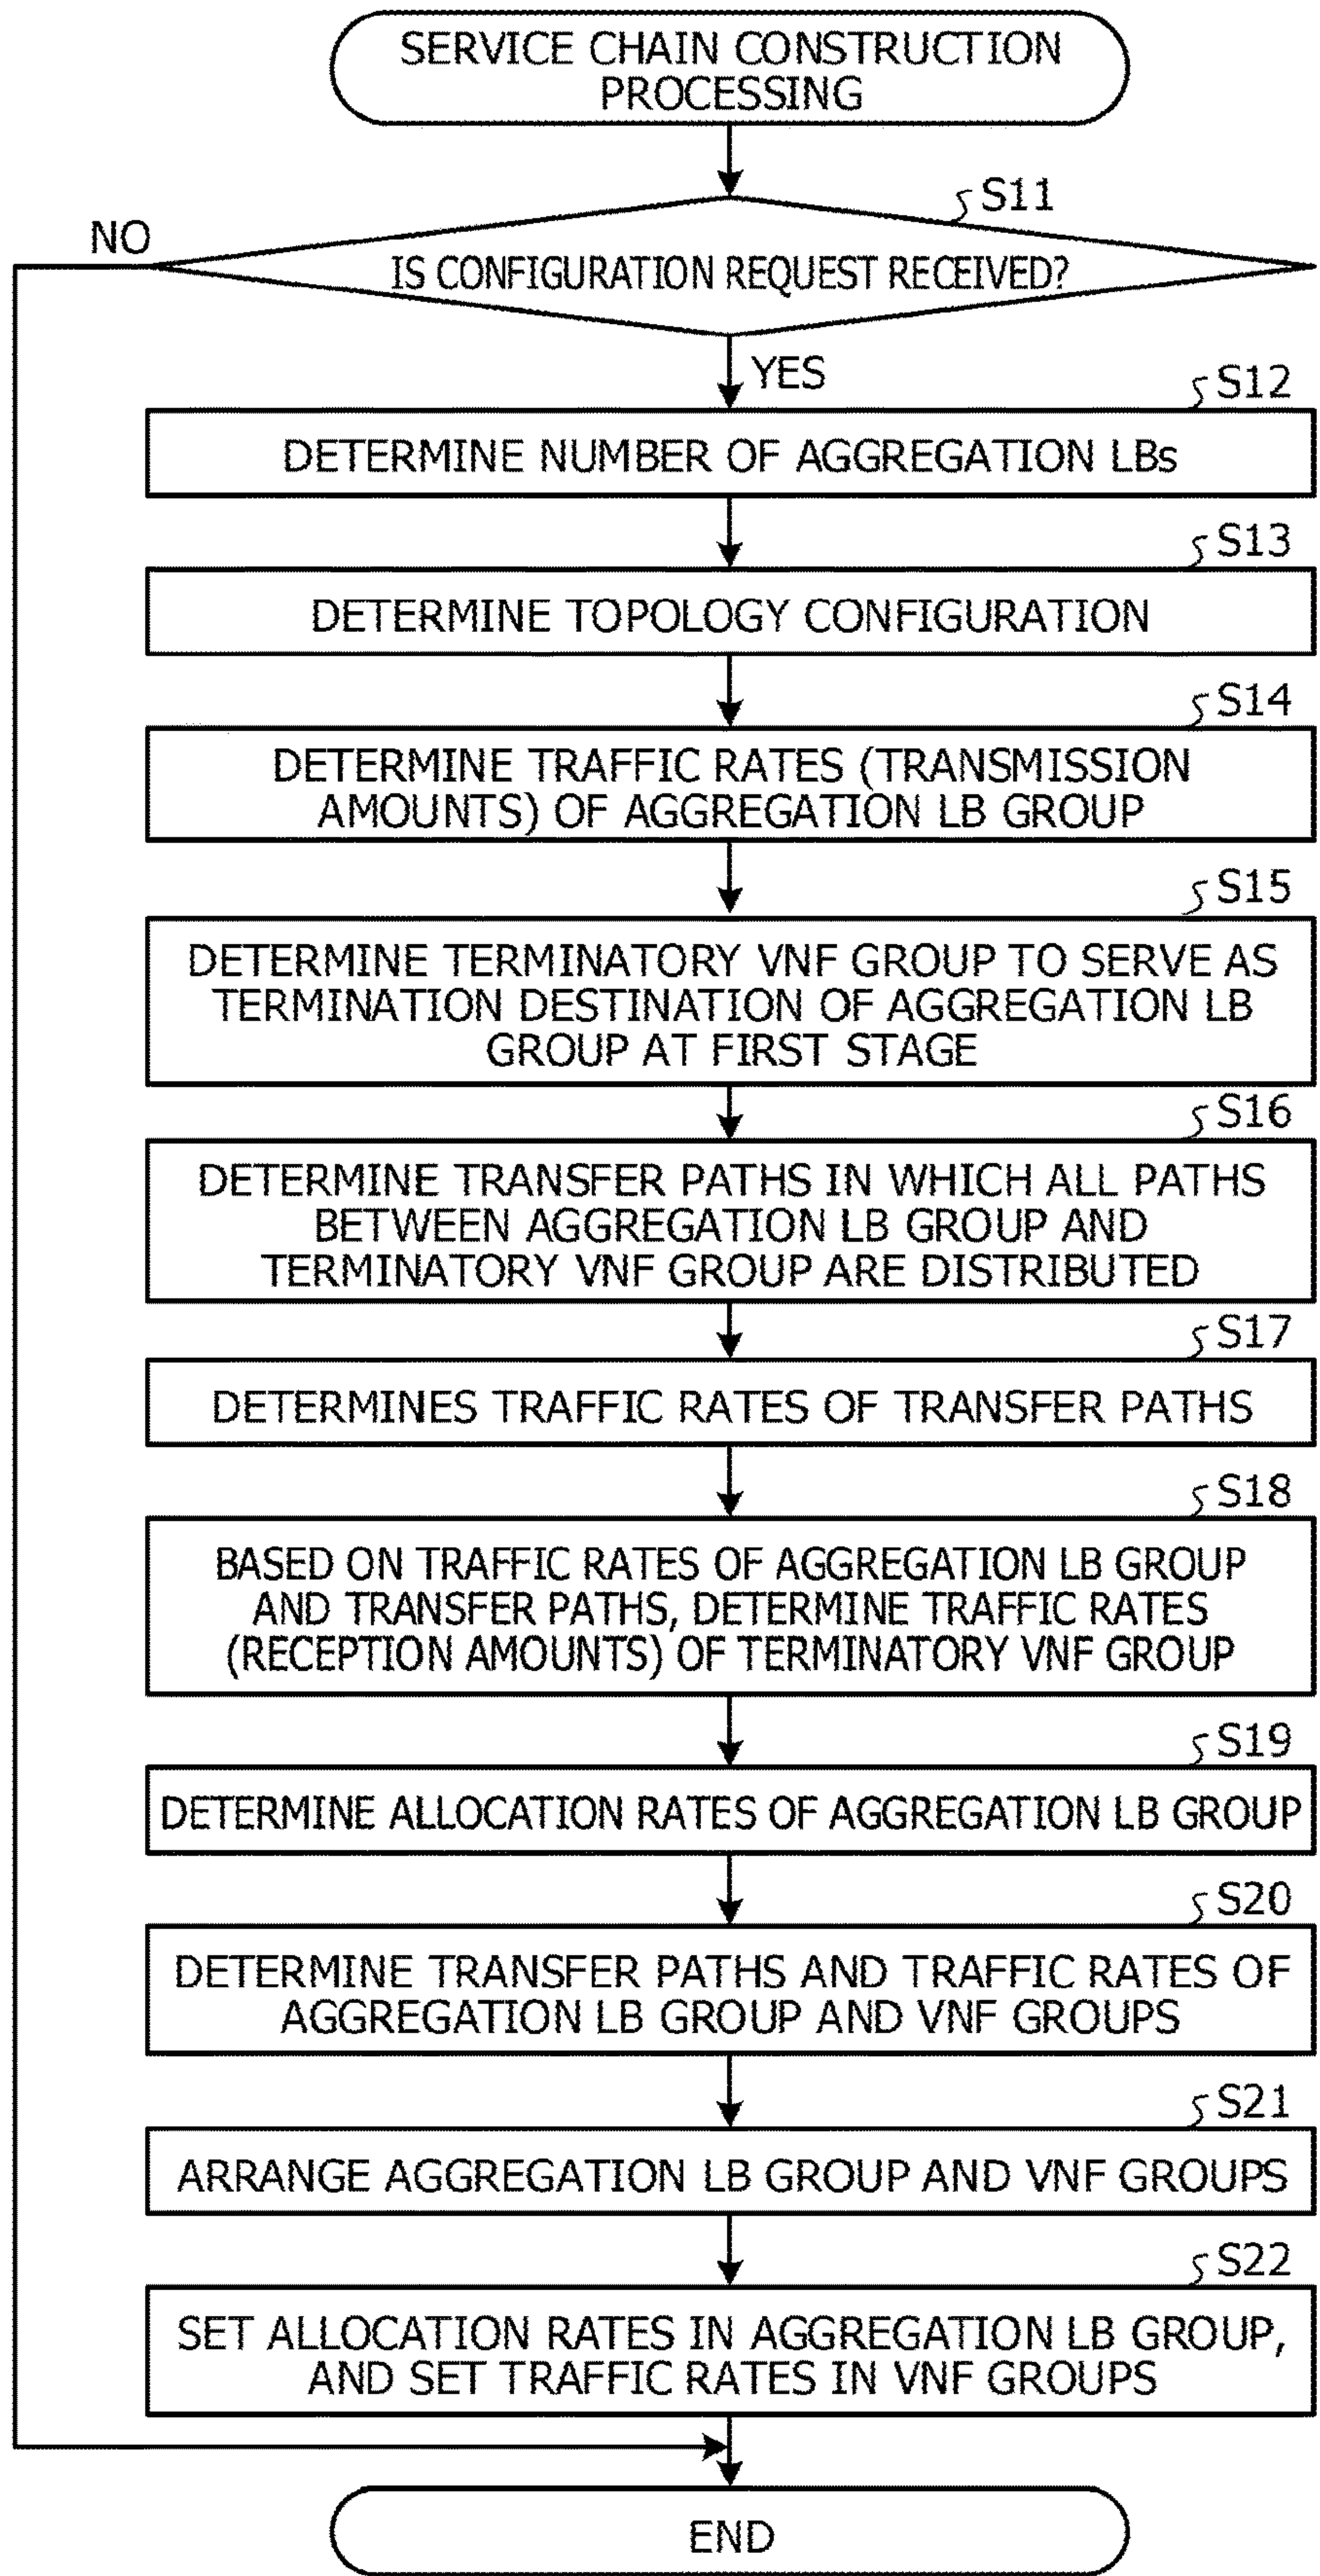 SERVICE CHAIN CONSTRUCTION
PROCESSING
S11
NO
IS CONFIGURATION REQUEST RECEIVED?
YES
S12
DETERMINE NUMBER OF AGGREGATION LBs
S13
DETERMINE TOPOLOGY CONFIGURATION
S14
DETERMINE TRAFFIC RATES (TRANSMISSION
AMOUNTS) OF AGGREGATION LB GROUP
S15
DETERMINE TERMINATORY VNF GROUP TO SERVE AS
TERMINATION DESTINATION OF AGGREGATION LB
GROUP AT FIRST STAGE
S16
DETERMINE TRANSFER PATHS IN WHICH ALL PATHS
BETWEEN AGGREGATION LB GROUP AND
TERMINATORY VNF GROUP ARE DISTRIBUTED
S17
DETERMINES TRAFFIC RATES OF TRANSFER PATHS
S18
BASED ON TRAFFIC RATES OF AGGREGATION LB GROUP
AND TRANSFER PATHS, DETERMINE TRAFFIC RATES
(RECEPTION AMOUNTS) OF TERMINATORY VNF GROUP
S19
DETERMINE ALLOCATION RATES OF AGGREGATION LB GROUP
S20
DETERMINE TRANSFER PATHS AND TRAFFIC RATES OF
AGGREGATION LB GROUP AND VNF GROUPS
S21
ARRANGE AGGREGATION LB GROUP AND VNF GROUPS
S22
SET ALLOCATION RATES IN AGGREGATION LB GROUP,
AND SET TRAFFIC RATES IN VNF GROUPS
END